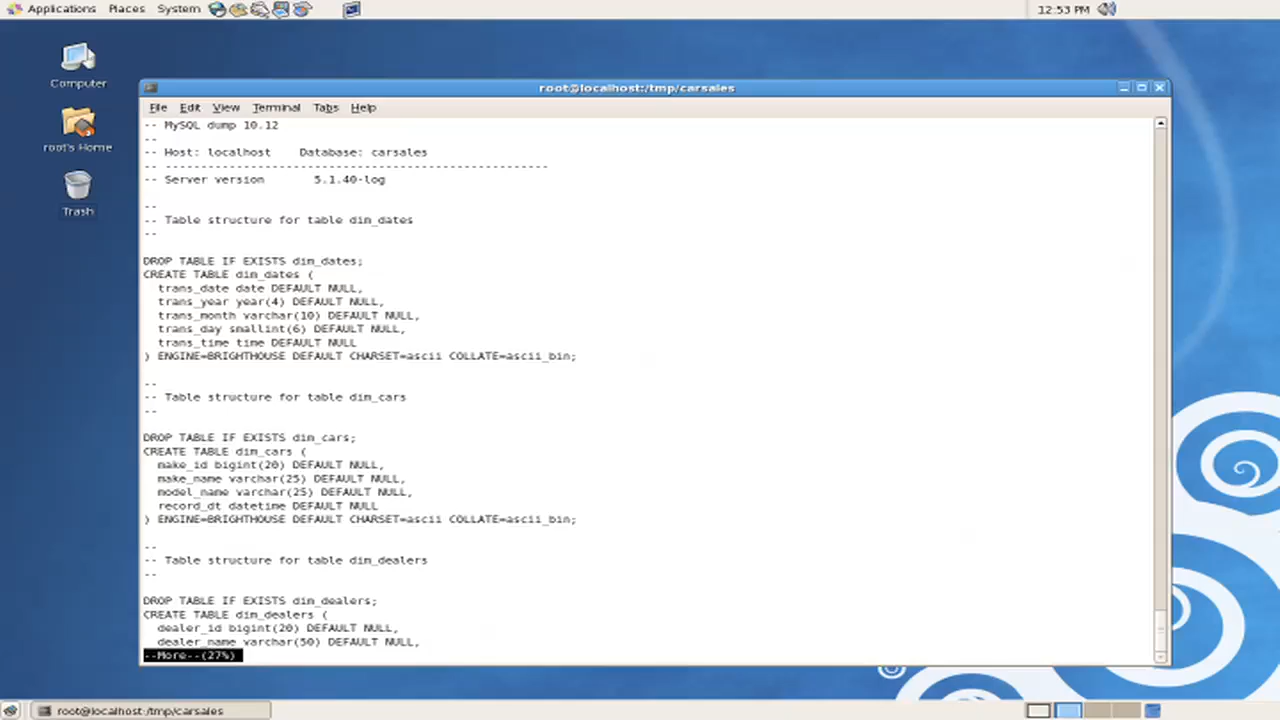 Applications Places System
12:53 PM
Computer
root's Home
Trash
root@localhost:/tmp/carsales
File Edit View Terminal Tabs Help
-- MySQL dump 10.12
--
-- Host: localhost    Database: carsales
-- ------------------------------------------------------
-- Server version       5.1.40-log
--
-- Table structure for table dim_dates
--
DROP TABLE IF EXISTS dim_dates;
CREATE TABLE dim_dates (
  trans_date date DEFAULT NULL,
  trans_year year(4) DEFAULT NULL,
  trans_month varchar(10) DEFAULT NULL,
  trans_day smallint(6) DEFAULT NULL,
  trans_time time DEFAULT NULL
) ENGINE=BRIGHTHOUSE DEFAULT CHARSET=ascii COLLATE=ascii_bin;
--
-- Table structure for table dim_cars
--
DROP TABLE IF EXISTS dim_cars;
CREATE TABLE dim_cars (
  make_id bigint(20) DEFAULT NULL,
  make_name varchar(25) DEFAULT NULL,
  model_name varchar(25) DEFAULT NULL,
  record_dt datetime DEFAULT NULL
) ENGINE=BRIGHTHOUSE DEFAULT CHARSET=ascii COLLATE=ascii_bin;
--
-- Table structure for table dim_dealers
--
DROP TABLE IF EXISTS dim_dealers;
CREATE TABLE dim_dealers (
  dealer_id bigint(20) DEFAULT NULL,
  dealer_name varchar(50) DEFAULT NULL,
--More--(27%)
root@localhost:/tmp/carsales